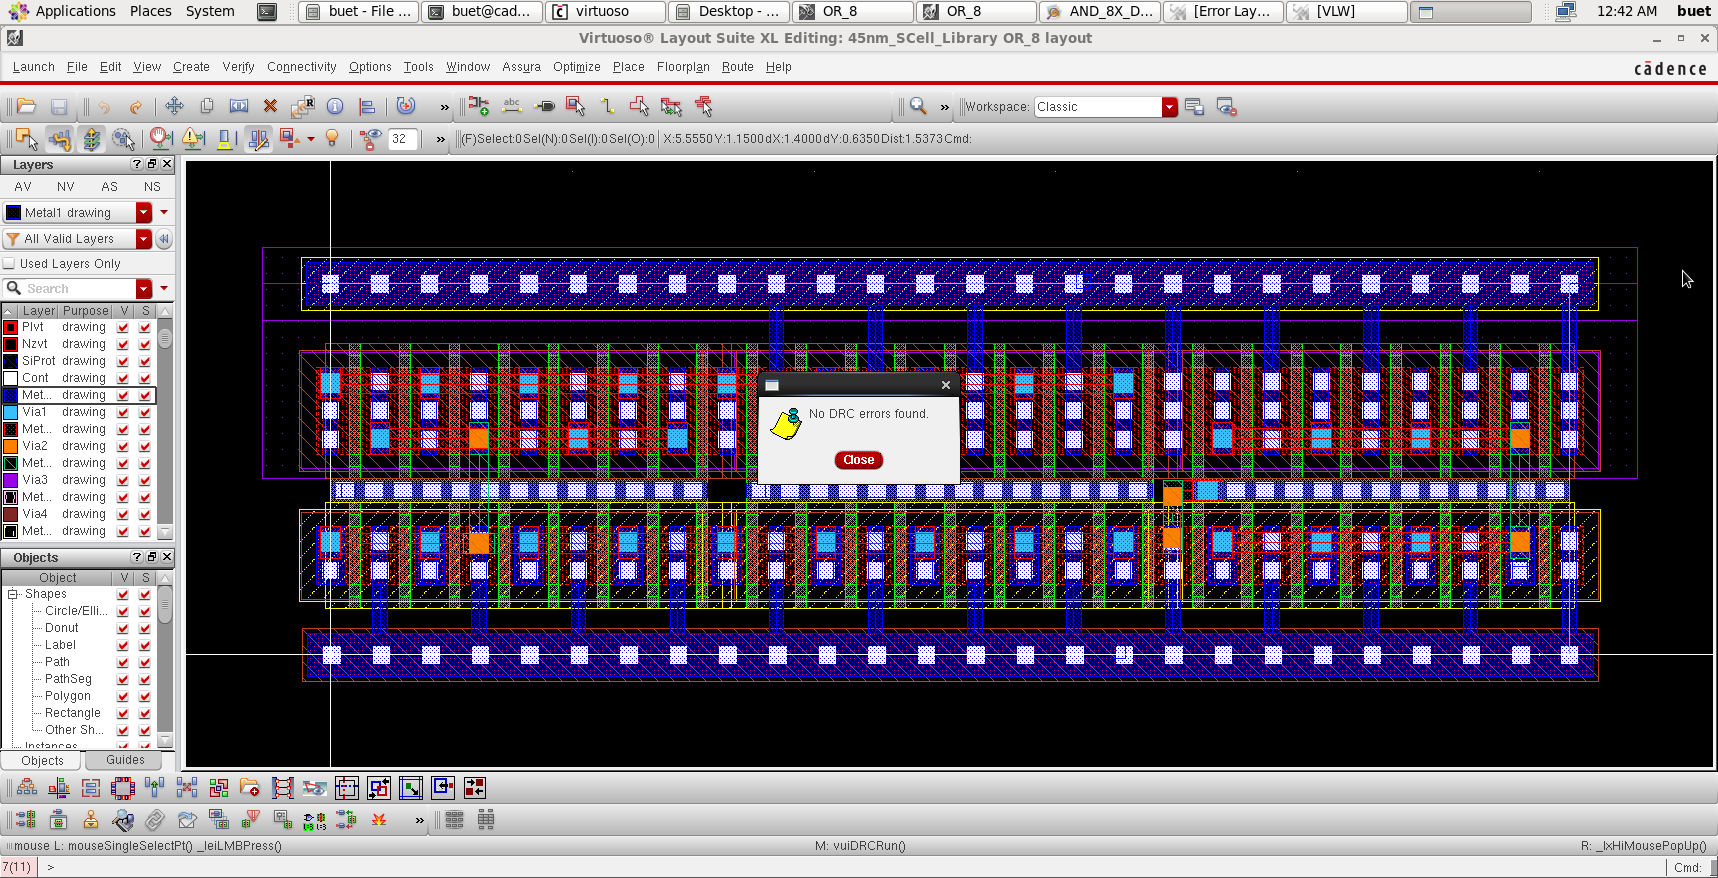 Applications Places System buet - File ... buet@cad... virtuoso Desktop - ... OR_8 OR_8 AND_8X_D... [Error Lay... [VLW] 12:42 AM buet
Virtuoso® Layout Suite XL Editing: 45nm_SCell_Library OR_8 layout
Launch File Edit View Create Verify Connectivity Options Tools Window Assura Optimize Place Floorplan Route Help cādence
» » Workspace: Classic
32 » (F)Select:0 Sel(N):0 Sel(I):0 Sel(O):0 X:5.5550 Y:1.1500 dX:1.4000 dY:0.6350 Dist:1.5373 Cmd:
Layers
AV NV AS NS
Metal1 drawing
All Valid Layers
Used Layers Only
Search
Layer Purpose V S
Plvt drawing
Nzvt drawing
SiProt drawing
Cont drawing
Met... drawing
Via1 drawing
Met... drawing
Via2 drawing
Met... drawing
Via3 drawing
Met... drawing
Via4 drawing
Met... drawing
Objects
Object V S
Shapes
Circle/Elli...
Donut
Label
Path
PathSeg
Polygon
Rectangle
Other Sh...
Instances
Objects Guides
No DRC errors found.
Close
»
mouse L: mouseSingleSelectPt() _leiLMBPress() M: vuiDRCRun() R: _lxHiMousePopUp()
7(11) > Cmd: